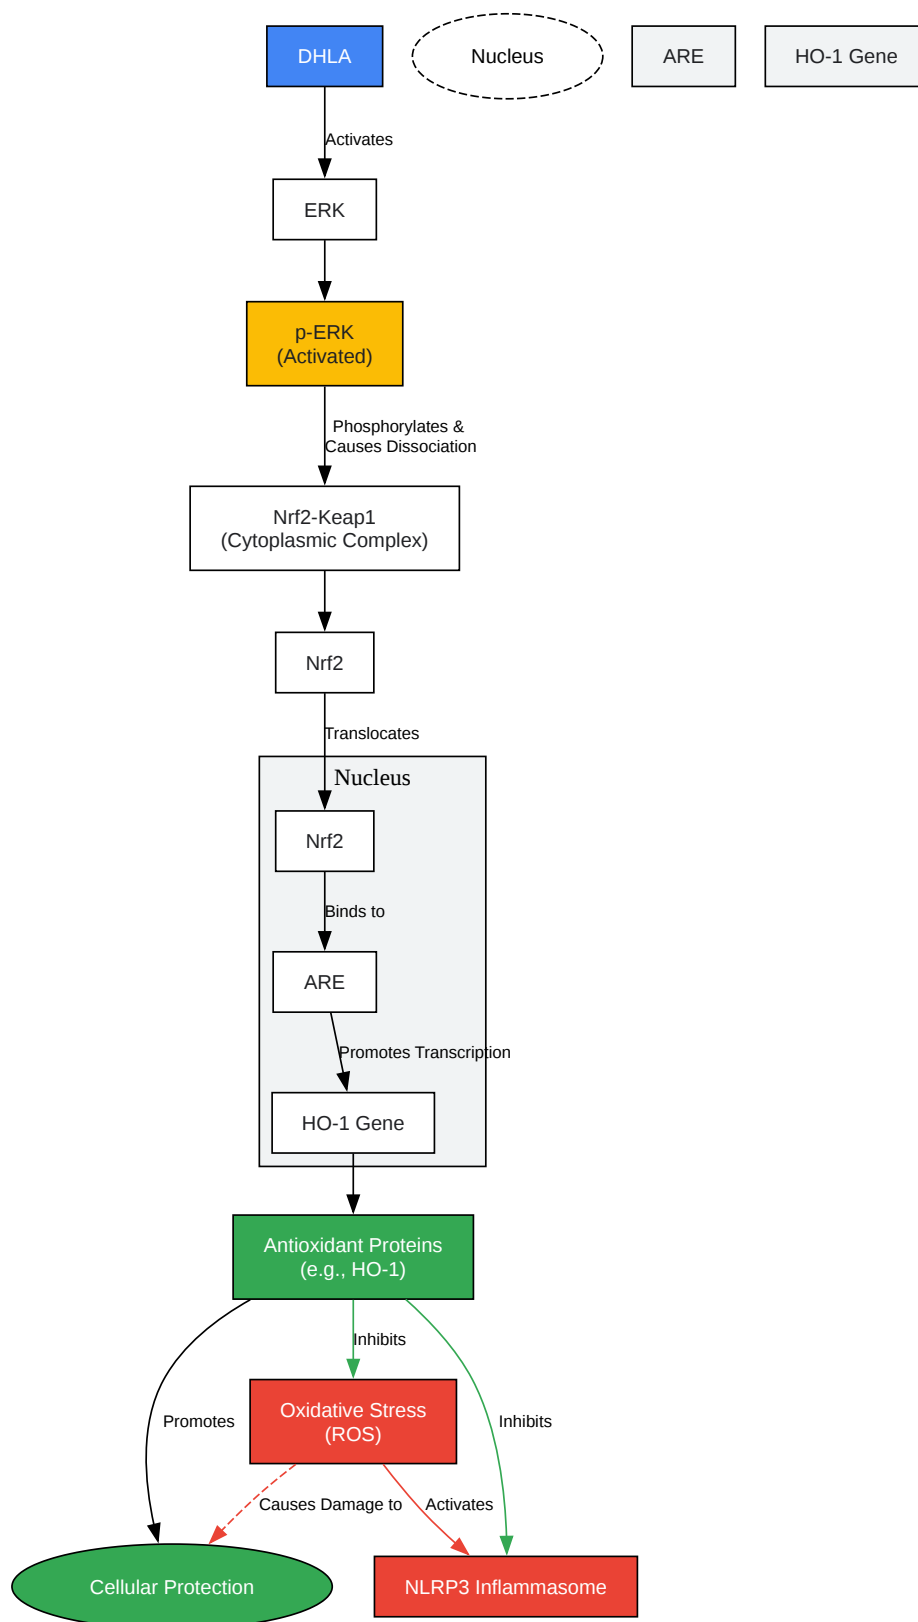 DHLA
Nucleus
ARE
HO-1 Gene
Activates
ERK
p-ERK
(Activated)
Phosphorylates &
Causes Dissociation
Nrf2-Keap1
(Cytoplasmic Complex)
Nrf2
Translocates
Nucleus
Nrf2
Binds to
ARE
Promotes Transcription
HO-1 Gene
Antioxidant Proteins
(e.g., HO-1)
Inhibits
Oxidative Stress
(ROS)
Promotes
Inhibits
Causes Damage to
Activates
Cellular Protection
NLRP3 Inflammasome